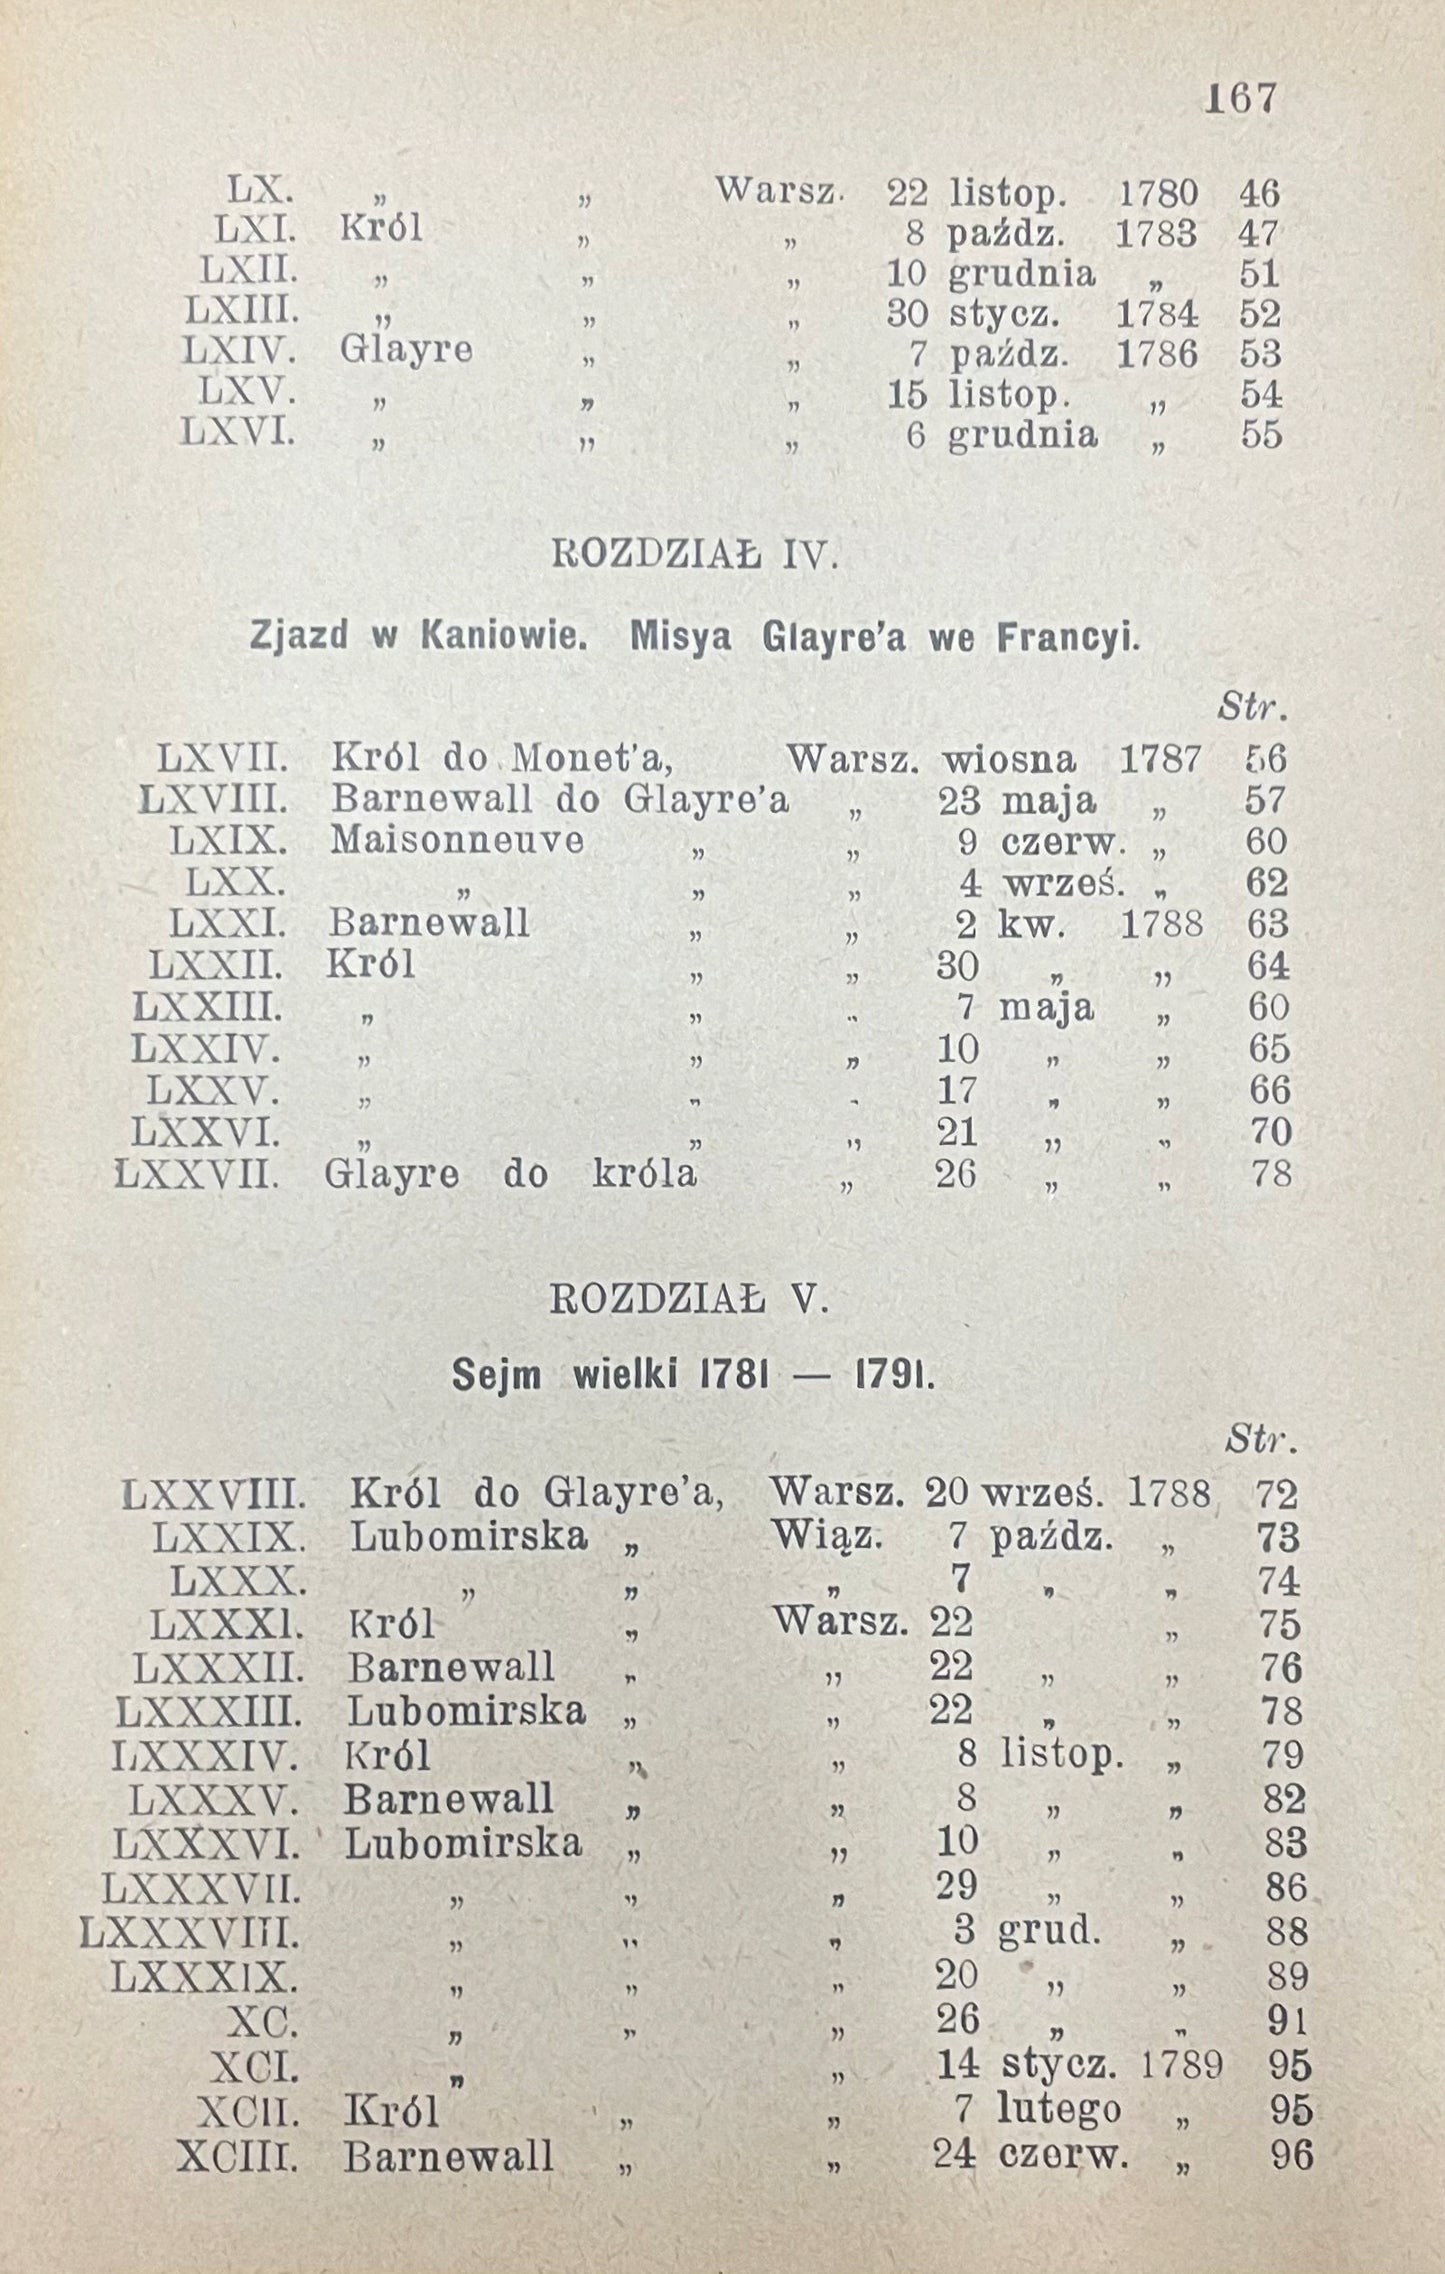 167
LX. „ „ Warsz. 22 listop. 1780 46
LXI. Król „ „ 8 paźdz. 1783 47
LXII. „ „ „ 10 grudnia „ 51
LXIII. „ „ „ 30 stycz. 1784 52
LXIV. Glayre „ „ 7 paźdz. 1786 53
LXV. „ „ „ 15 listop. „ 54
LXVI. „ „ „ 6 grudnia „ 55
ROZDZIAŁ IV.
Zjazd w Kaniowie. Misya Glayre’a we Francyi.
Str.
LXVII. Król do Monet’a, Warsz. wiosna 1787 56
LXVIII. Barnewall do Glayre’a „ 23 maja „ 57
LXIX. Maisonneuve „ „ 9 czerw. „ 60
LXX. „ „ „ 4 wrześ. „ 62
LXXI. Barnewall „ „ 2 kw. 1788 63
LXXII. Król „ „ 30 „ „ 64
LXXIII. „ „ „ 7 maja „ 60
LXXIV. „ „ „ 10 „ „ 65
LXXV. „ „ „ 17 „ „ 66
LXXVI. „ „ „ 21 „ „ 70
LXXVII. Glayre do króla „ 26 „ „ 78
ROZDZIAŁ V.
Sejm wielki 1781 — 1791.
Str.
LXXVIII. Król do Glayre’a, Warsz. 20 wrześ. 1788 72
LXXIX. Lubomirska „ Wiąz. 7 paźdz. „ 73
LXXX. „ „ „ 7 „ „ 74
LXXXI. Król „ Warsz. 22 „ 75
LXXXII. Barnewall „ „ 22 „ „ 76
LXXXIII. Lubomirska „ „ 22 „ „ 78
LXXXIV. Król „ „ 8 listop. „ 79
LXXXV. Barnewall „ „ 8 „ „ 82
LXXXVI. Lubomirska „ „ 10 „ „ 83
LXXXVII. „ „ „ 29 „ „ 86
LXXXVIII. „ „ „ 3 grud. „ 88
LXXXIX. „ „ „ 20 „ „ 89
XC. „ „ „ 26 „ „ 91
XCI. „ „ 14 stycz. 1789 95
XCII. Król „ „ 7 lutego „ 95
XCIII. Barnewall „ „ 24 czerw. „ 96